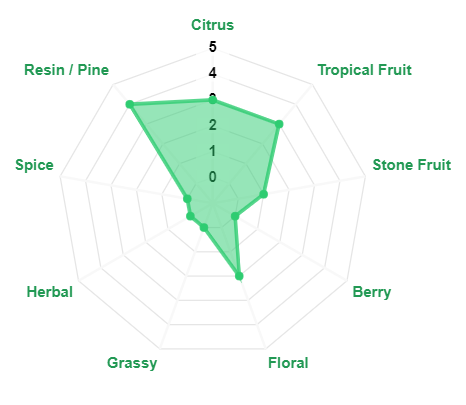 Citrus
5
Resin / Pine
Tropical Fruit
4
3
2
1
Spice
Stone Fruit
0
Herbal
Berry
Grassy
Floral